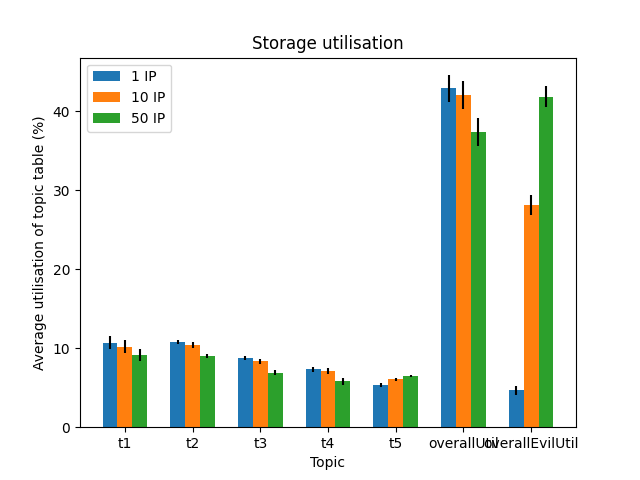 Storage utilisation
1 IP
10 IP
50 IP
Average utilisation of topic table (%)
40
30
20
10
0
t1 t2 t3 t4 t5 overallUtil overallEvilUtil
Topic